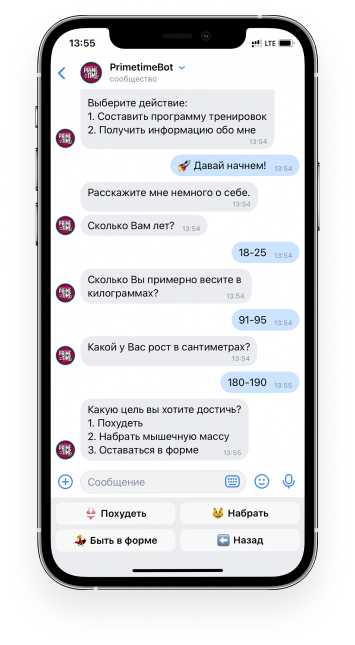 13:55
LTE
PrimetimeBot
сообщество
Выберите действие:
1. Составить программу тренировок
2. Получить информацию обо мне
13:54
PRIME TIME
🚀 Давай начнем! 13:54
Расскажите мне немного о себе.
13:54
Сколько Вам лет? 13:54
18-25 13:54
Сколько Вы примерно весите в
килограммах? 13:54
91-95 13:54
Какой у Вас рост в сантиметрах?
13:54
180-190 13:55
Какую цель вы хотите достичь?
1. Похудеть
2. Набрать мышечную массу
3. Оставаться в форме 13:55
Сообщение
👙 Похудеть
😼 Набрать
💃 Быть в форме
⬅️ Назад